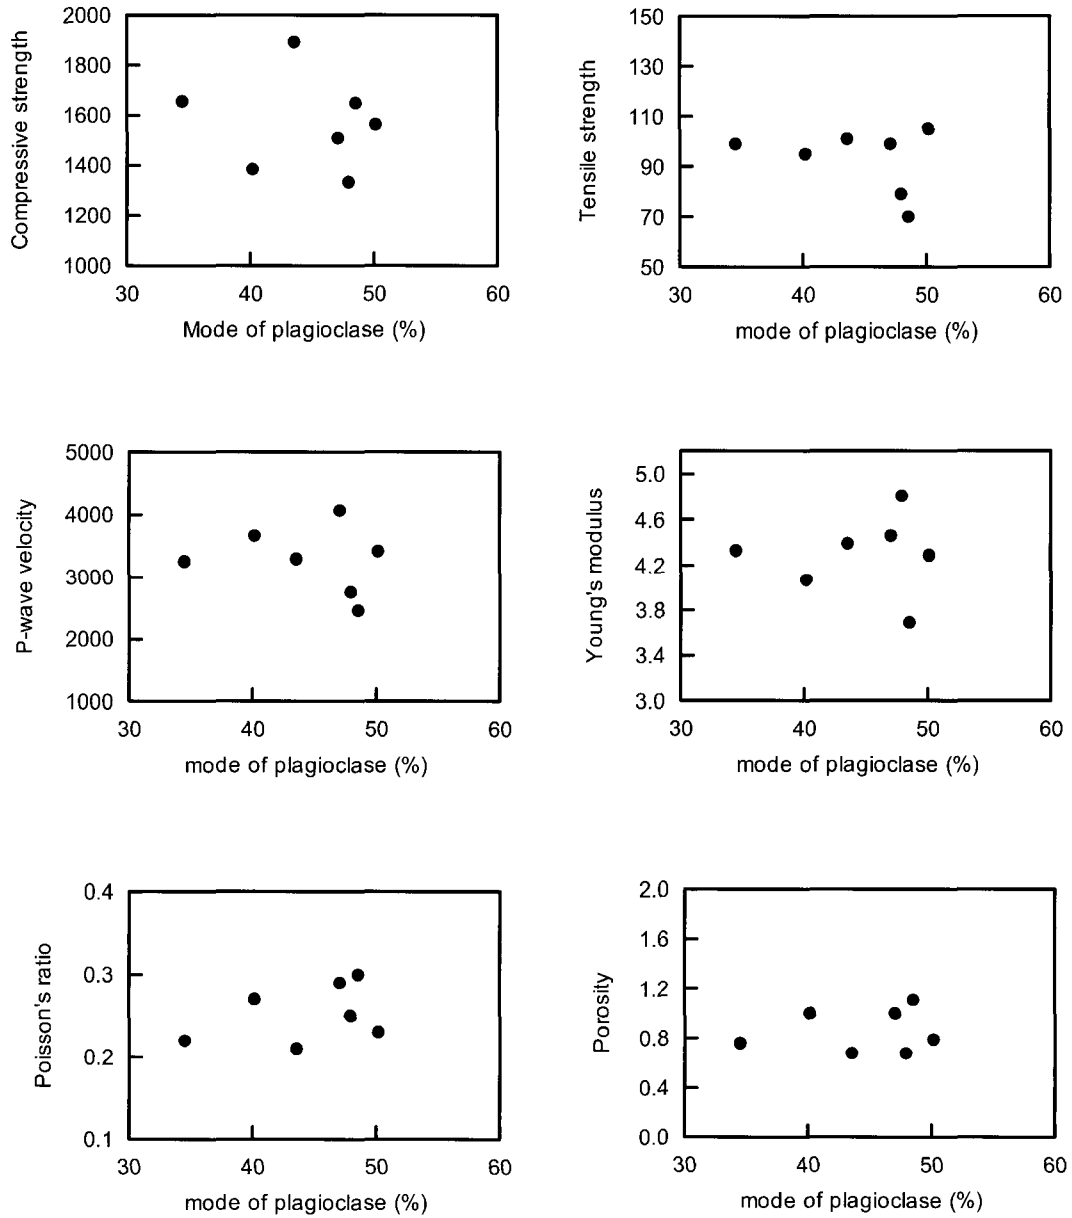 Compressive strength
2000
1800
1600
1400
1200
1000
30 40 50 60
Mode of plagioclase (%)
Tensile strength
150
130
110
90
70
50
30 40 50 60
mode of plagioclase (%)
P-wave velocity
5000
4000
3000
2000
1000
30 40 50 60
mode of plagioclase (%)
Young's modulus
5.0
4.6
4.2
3.8
3.4
3.0
30 40 50 60
mode of plagioclase (%)
Poisson's ratio
0.4
0.3
0.2
0.1
30 40 50 60
mode of plagioclase (%)
Porosity
2.0
1.6
1.2
0.8
0.4
0.0
30 40 50 60
mode of plagioclase (%)